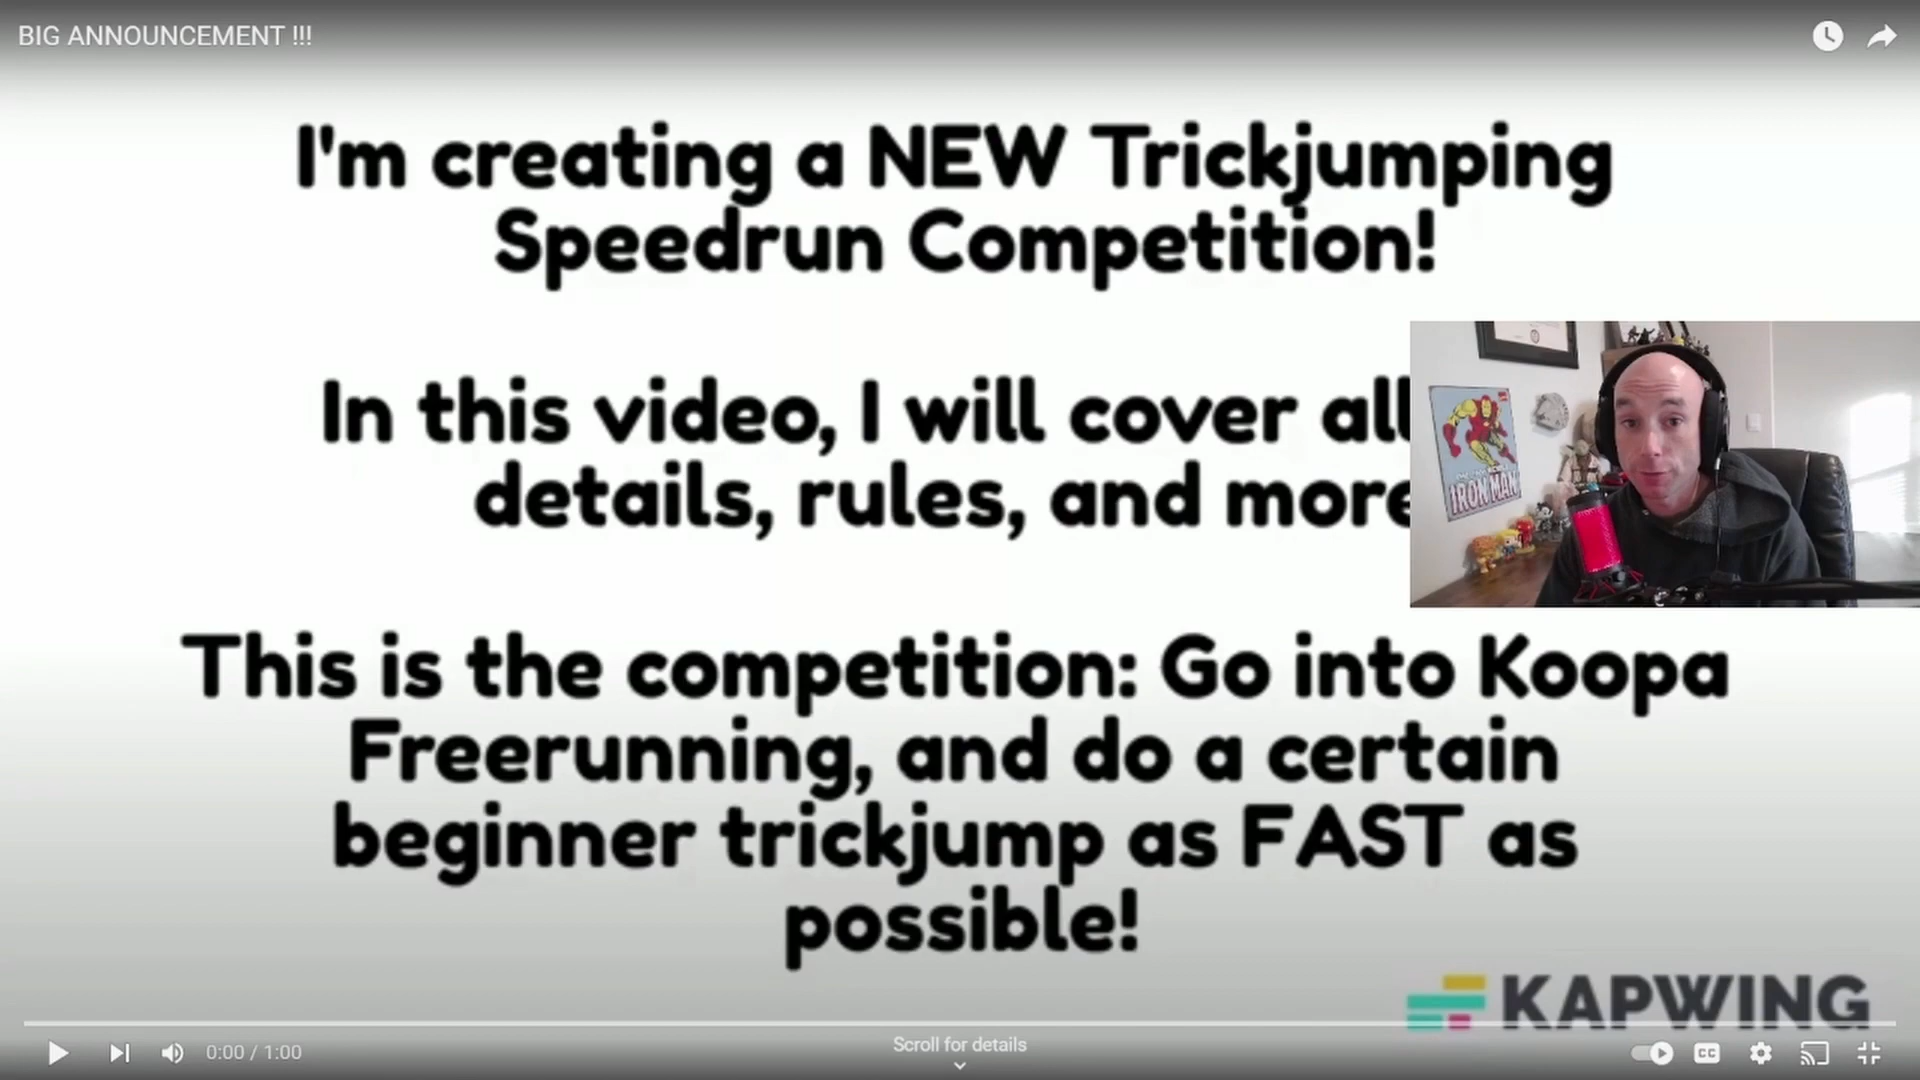 BIG ANNOUNCEMENT !!!
I'm creating a NEW Trickjumping
Speedrun Competition!
In this video, I will cover all
details, rules, and more
IRON MAN
This is the competition: Go into Koopa
Freerunning, and do a certain
beginner trickjump as FAST as
possible!
KAPWING
0:00 / 1:00
Scroll for details
CC